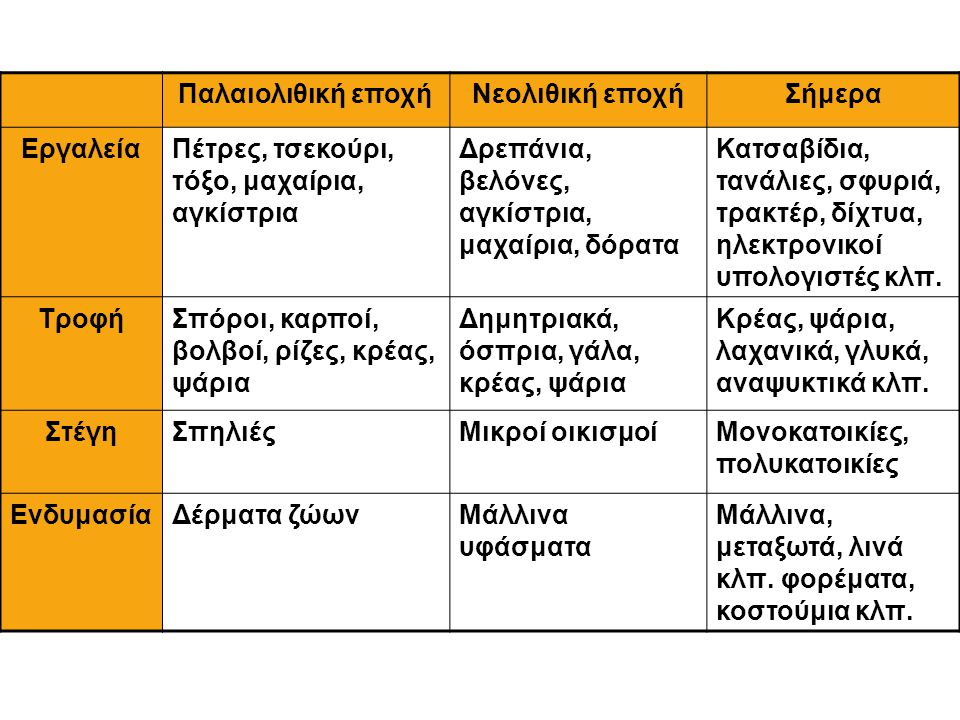 Παλαιολιθική εποχή Νεολιθική εποχή Σήμερα
Εργαλεία
Πέτρες, τσεκούρι,
τόξο, μαχαίρια,
αγκίστρια
Δρεπάνια,
βελόνες,
αγκίστρια,
μαχαίρια, δόρατα
Κατσαβίδια,
τανάλιες, σφυριά,
τρακτέρ, δίχτυα,
ηλεκτρονικοί
υπολογιστές κλπ.
Τροφή
Σπόροι, καρποί,
βολβοί, ρίζες, κρέας,
ψάρια
Δημητριακά,
όσπρια, γάλα,
κρέας, ψάρια
Κρέας, ψάρια,
λαχανικά, γλυκά,
αναψυκτικά κλπ.
Στέγη
Σπηλιές
Μικροί οικισμοί
Μονοκατοικίες,
πολυκατοικίες
Ενδυμασία
Δέρματα ζώων
Μάλλινα
υφάσματα
Μάλλινα,
μεταξωτά, λινά
κλπ. φορέματα,
κοστούμια κλπ.